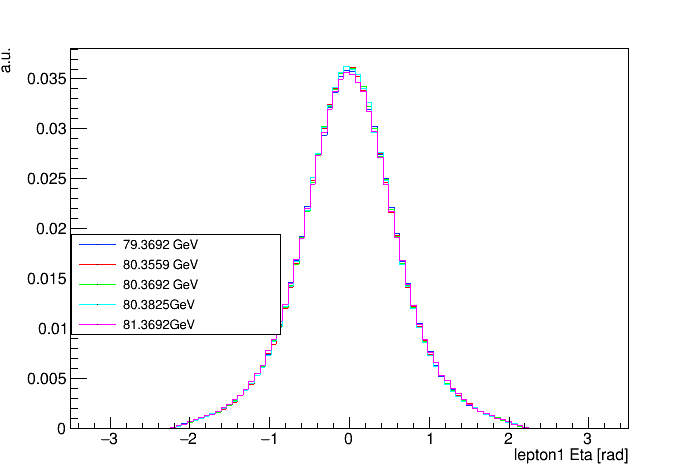 a.u.
0.035
0.03
0.025
0.02
0.015
0.01
0.005
0
79.3692 GeV
80.3559 GeV
80.3692 GeV
80.3825GeV
81.3692GeV
−3 −2 −1 0 1 2 3
lepton1 Eta [rad]